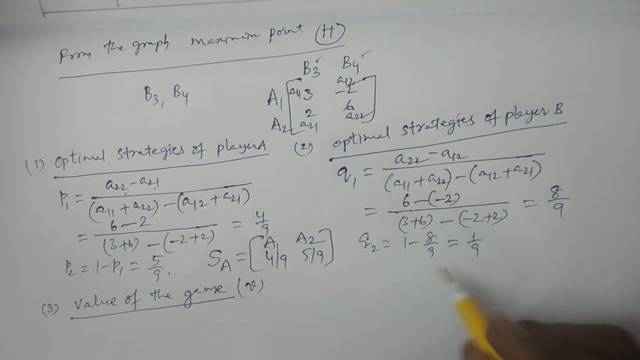 From the graph maximin point (H)
B3, B4
B3 B4
A1 a11 3 a12 -2
A2 2 a21 6 a22
(1) optimal strategies of player A
p1 = a22 - a21 / (a11 + a22) - (a12 + a21)
= 6 - 2 / (3+6) - (-2+2) = 4/9
p2 = 1 - p1 = 5/9.
SA = [A1 A2
4/9 5/9]
(2) optimal strategies of player B
q1 = a22 - a12 / (a11 + a22) - (a12 + a21)
= 6 - (-2) / (3+6) - (-2+2) = 8/9
q2 = 1 - 8/9 = 1/9
(3) value of the game (v)